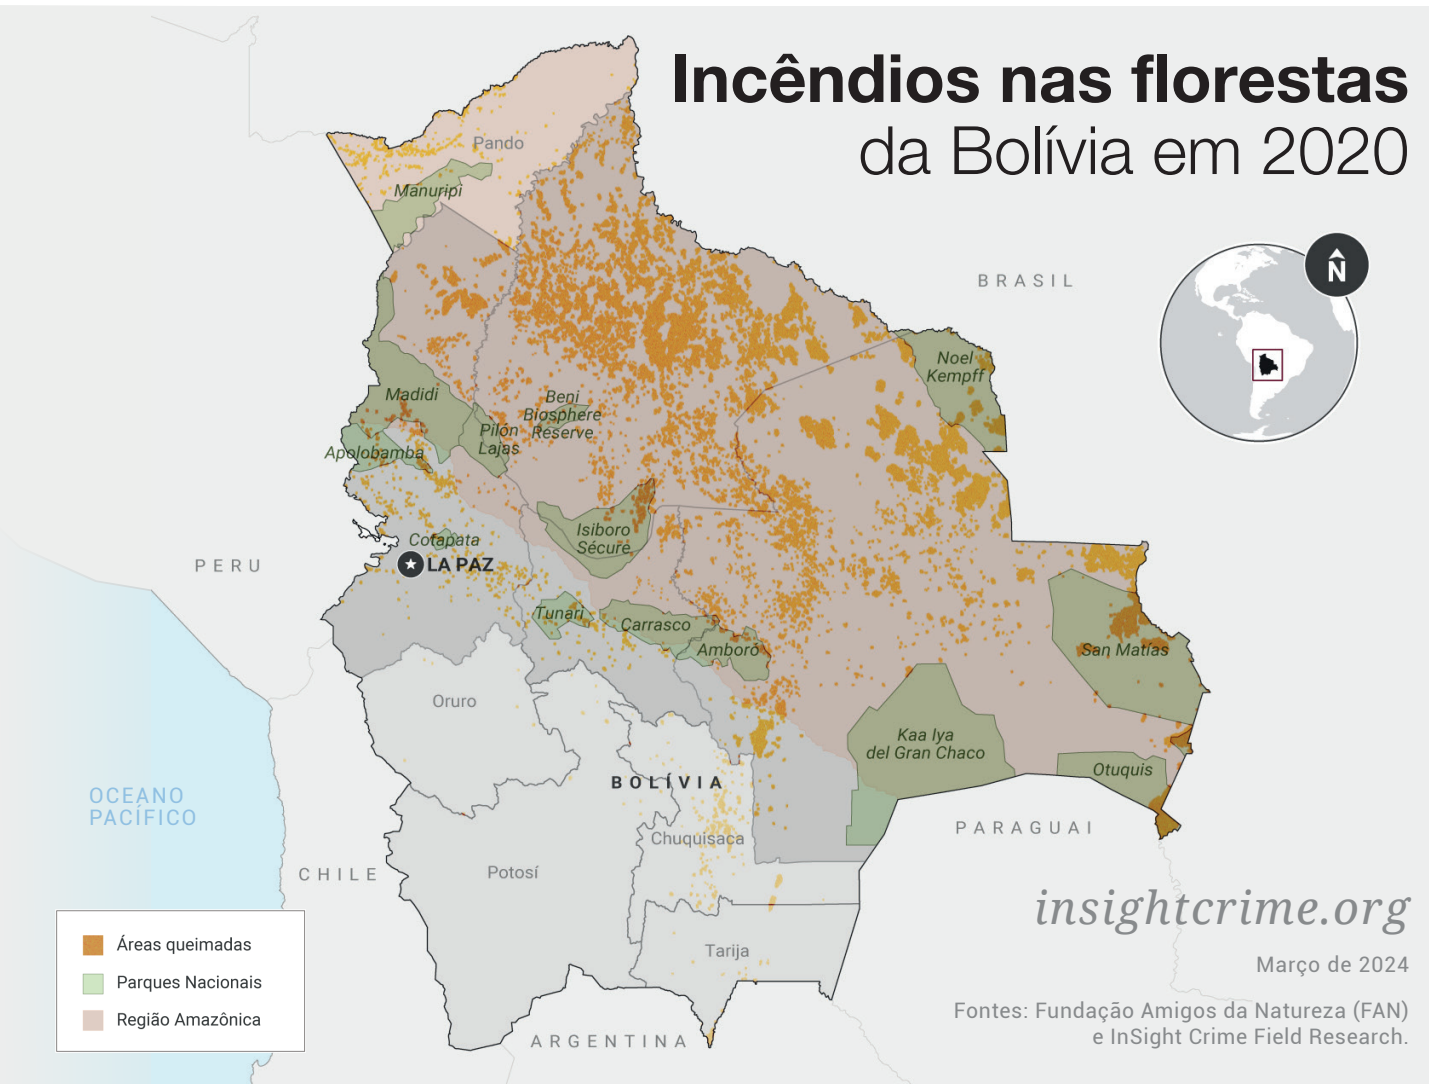 Incêndios nas florestas
da Bolívia em 2020
Pando
Manuripi
BRASIL
N
Noel
Kempff
Madidi
Beni
Biosphere
Reserve
Pilón
Lajas
Apolobamba
Isiboro
Sécure
Cotapata
LA PAZ
PERU
Tunari
Carrasco
Amboró
San Matías
Oruro
Kaa Iya
del Gran Chaco
Otuquis
BOLÍVIA
OCEANO
PACÍFICO
Chuquisaca
PARAGUAI
CHILE
Potosí
insightcrime.org
Tarija
Março de 2024
Áreas queimadas
Parques Nacionais
Região Amazônica
ARGENTINA
Fontes: Fundação Amigos da Natureza (FAN)
e InSight Crime Field Research.